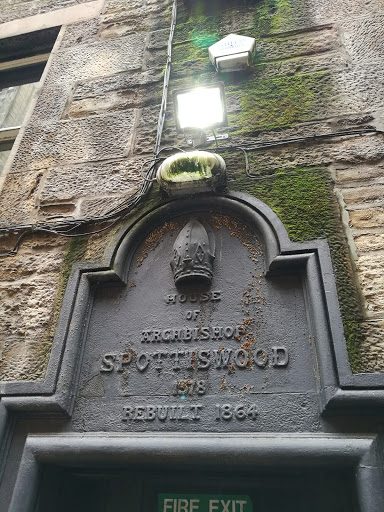 HOUSE
OF
ARCHBISHOP
SPOTTISWOOD
1578
REBUILT 1864
FIRE EXIT